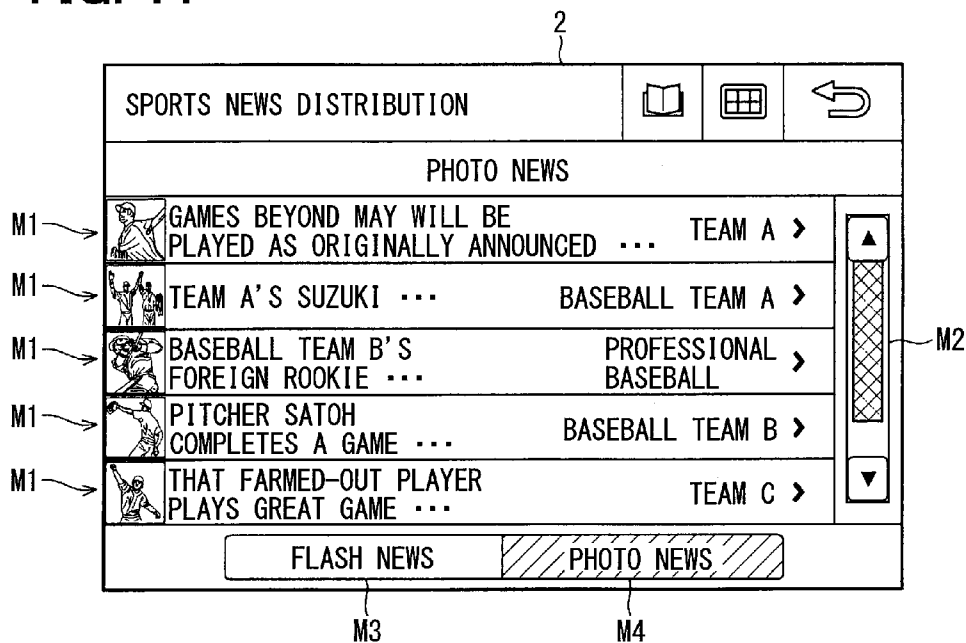 2
SPORTS NEWS DISTRIBUTION
PHOTO NEWS
M1
GAMES BEYOND MAY WILL BE
PLAYED AS ORIGINALLY ANNOUNCED ...
TEAM A
M1
TEAM A'S SUZUKI ...
BASEBALL TEAM A
M1
BASEBALL TEAM B'S
FOREIGN ROOKIE ...
PROFESSIONAL
BASEBALL
M2
M1
PITCHER SATOH
COMPLETES A GAME ...
BASEBALL TEAM B
M1
THAT FARMED-OUT PLAYER
PLAYS GREAT GAME ...
TEAM C
FLASH NEWS
PHOTO NEWS
M3
M4